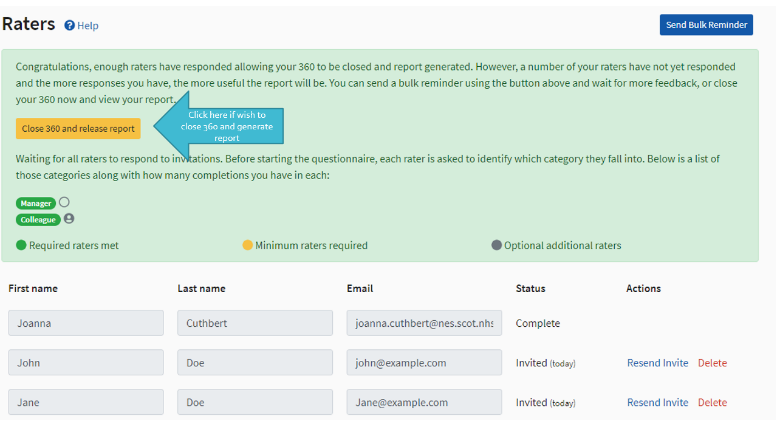 Raters ? Help
Send Bulk Reminder
Congratulations, enough raters have responded allowing your 360 to be closed and report generated. However, a number of your raters have not yet responded
and the more responses you have, the more useful the report will be. You can send a bulk reminder using the button above and wait for more feedback, or close
your 360 now and view your report.
Close 360 and release report
Click here if wish to
close 360 and generate
report
Waiting for all raters to respond to invitations. Before starting the questionnaire, each rater is asked to identify which category they fall into. Below is a list of
those categories along with how many completions you have in each:
Manager
Colleague
Required raters met Minimum raters required Optional additional raters
First name Last name Email Status Actions
Joanna Cuthbert joanna.cuthbert@nes.scot.nhs Complete
John Doe john@example.com Invited (today) Resend Invite Delete
Jane Doe Jane@example.com Invited (today) Resend Invite Delete